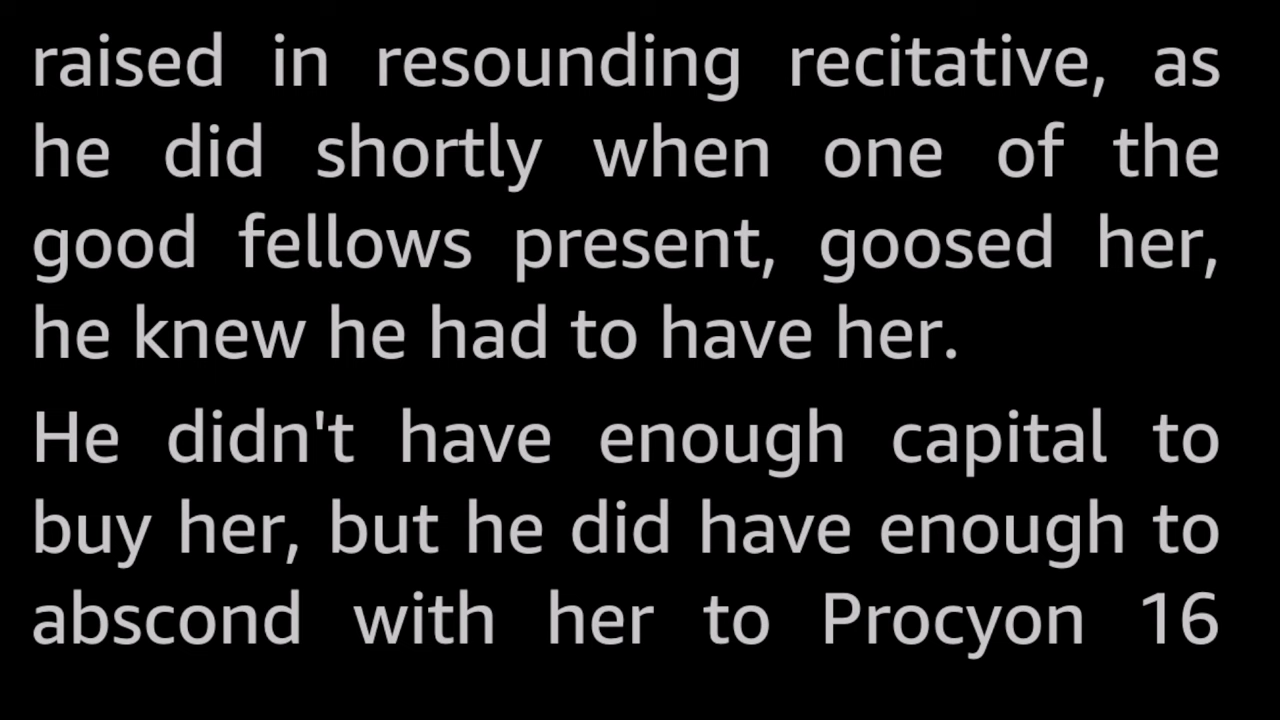 raised in resounding recitative, as
he did shortly when one of the
good fellows present, goosed her,
he knew he had to have her.
He didn't have enough capital to
buy her, but he did have enough to
abscond with her to Procyon 16